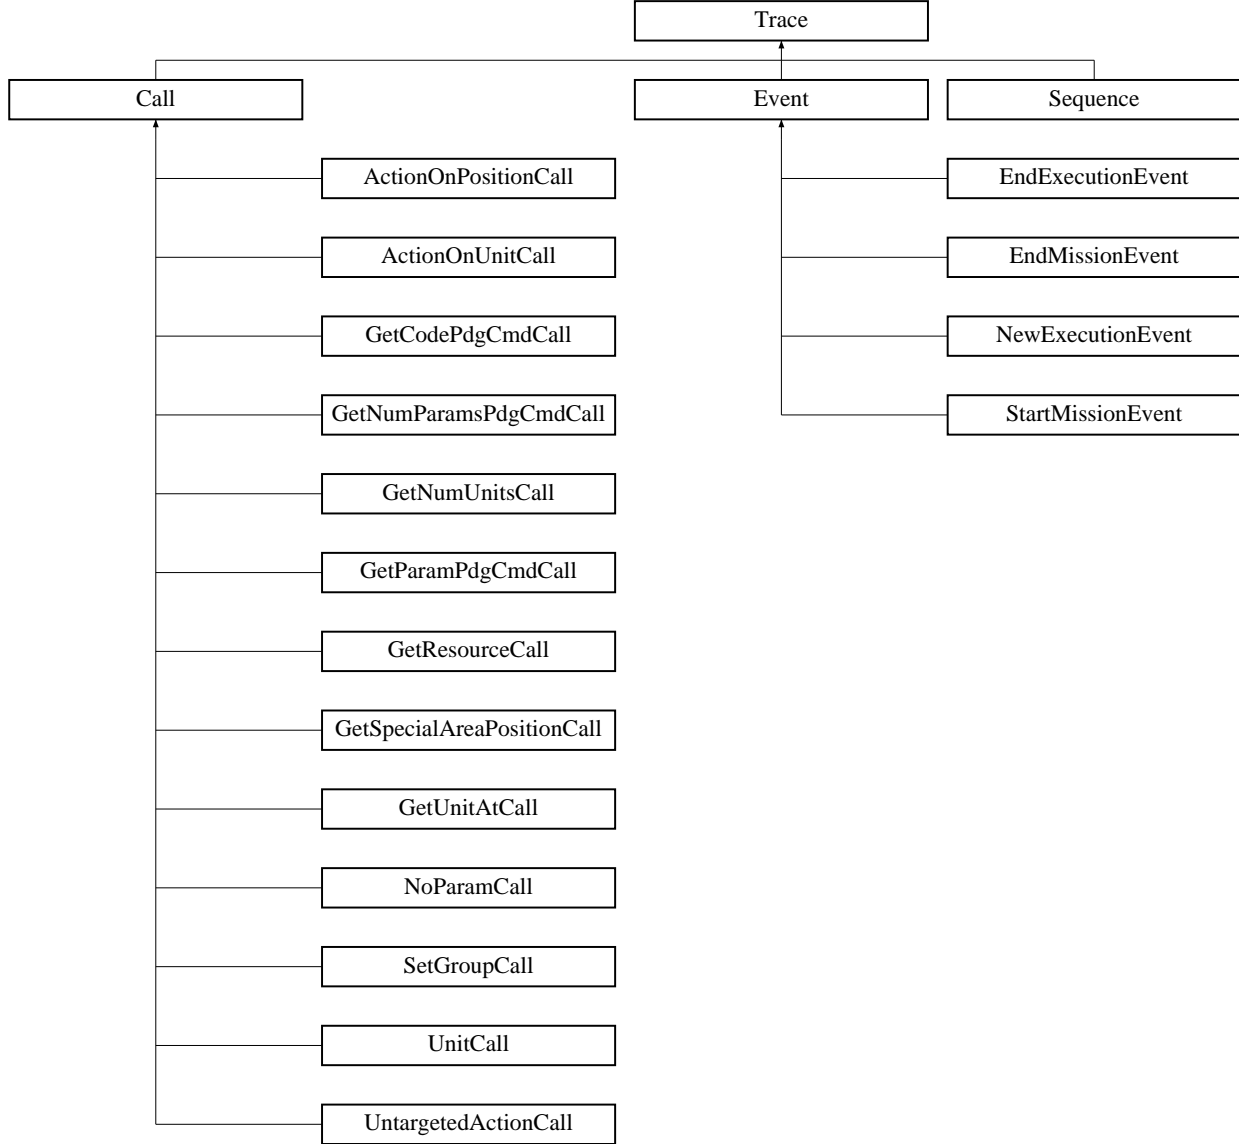 Trace
Call
Event
Sequence
ActionOnPositionCall
EndExecutionEvent
ActionOnUnitCall
EndMissionEvent
GetCodePdgCmdCall
NewExecutionEvent
GetNumParamsPdgCmdCall
StartMissionEvent
GetNumUnitsCall
GetParamPdgCmdCall
GetResourceCall
GetSpecialAreaPositionCall
GetUnitAtCall
NoParamCall
SetGroupCall
UnitCall
UntargetedActionCall